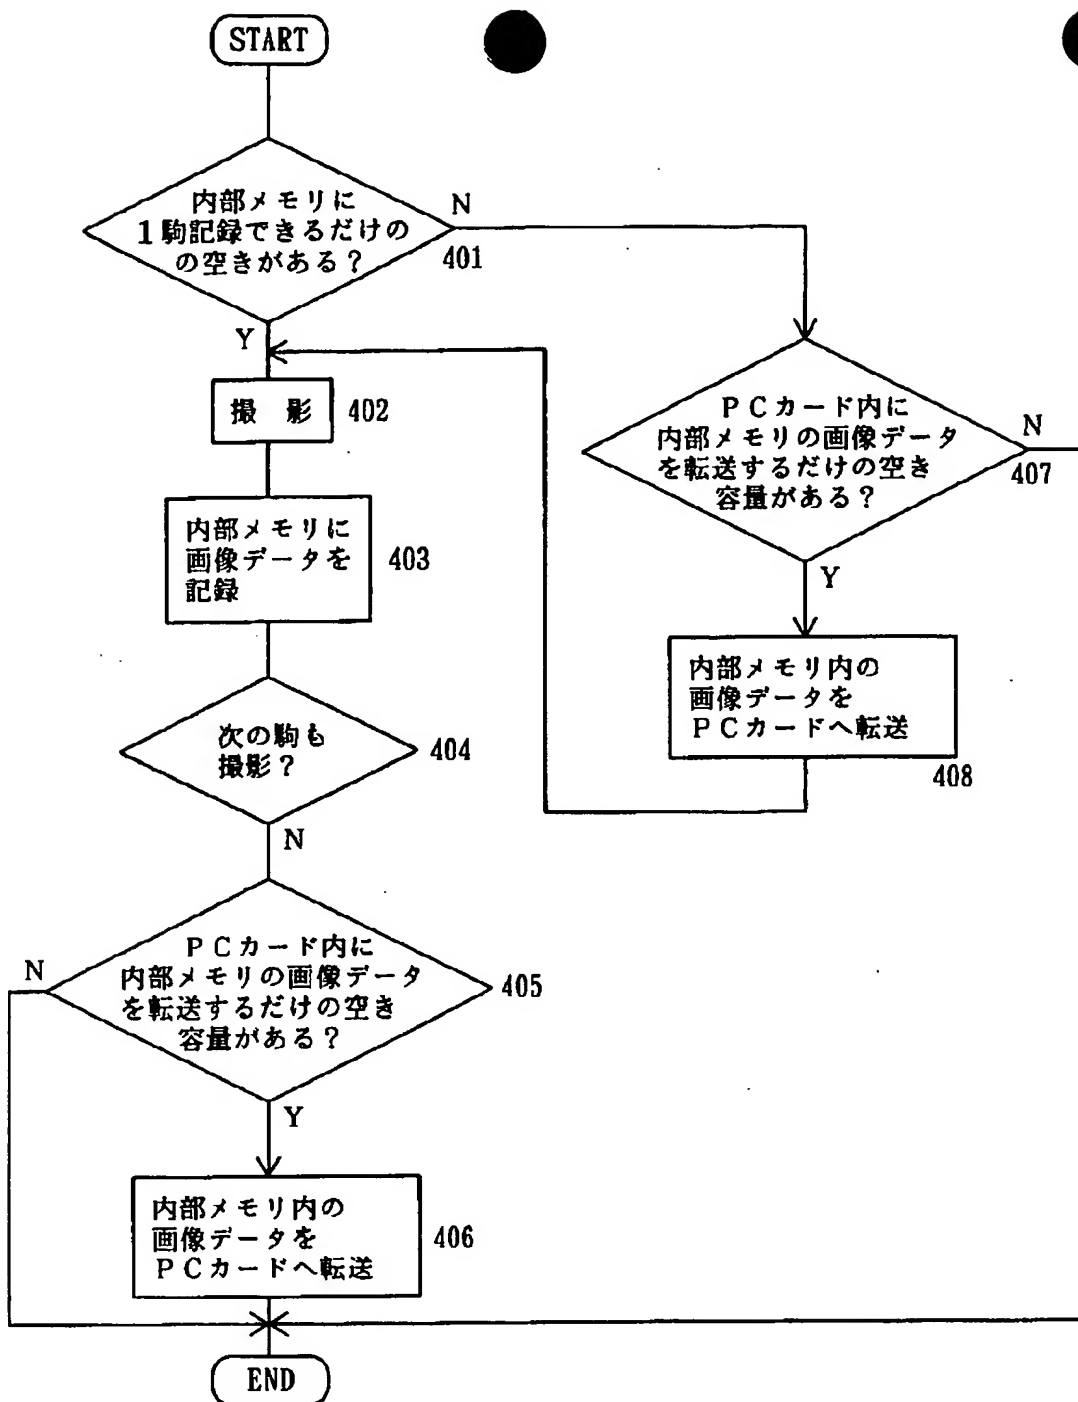 START
内部メモリに
1駒記録できるだけの
の空きがある？
N
401
Y
撮 影
402
内部メモリに
画像データを
記録
403
次の駒も
撮影？
404
N
PCカード内に
内部メモリの画像データ
を転送するだけの空き
容量がある？
N
405
Y
内部メモリ内の
画像データを
PCカードへ転送
406
END
PCカード内に
内部メモリの画像データ
を転送するだけの空き
容量がある？
N
407
Y
内部メモリ内の
画像データを
PCカードへ転送
408